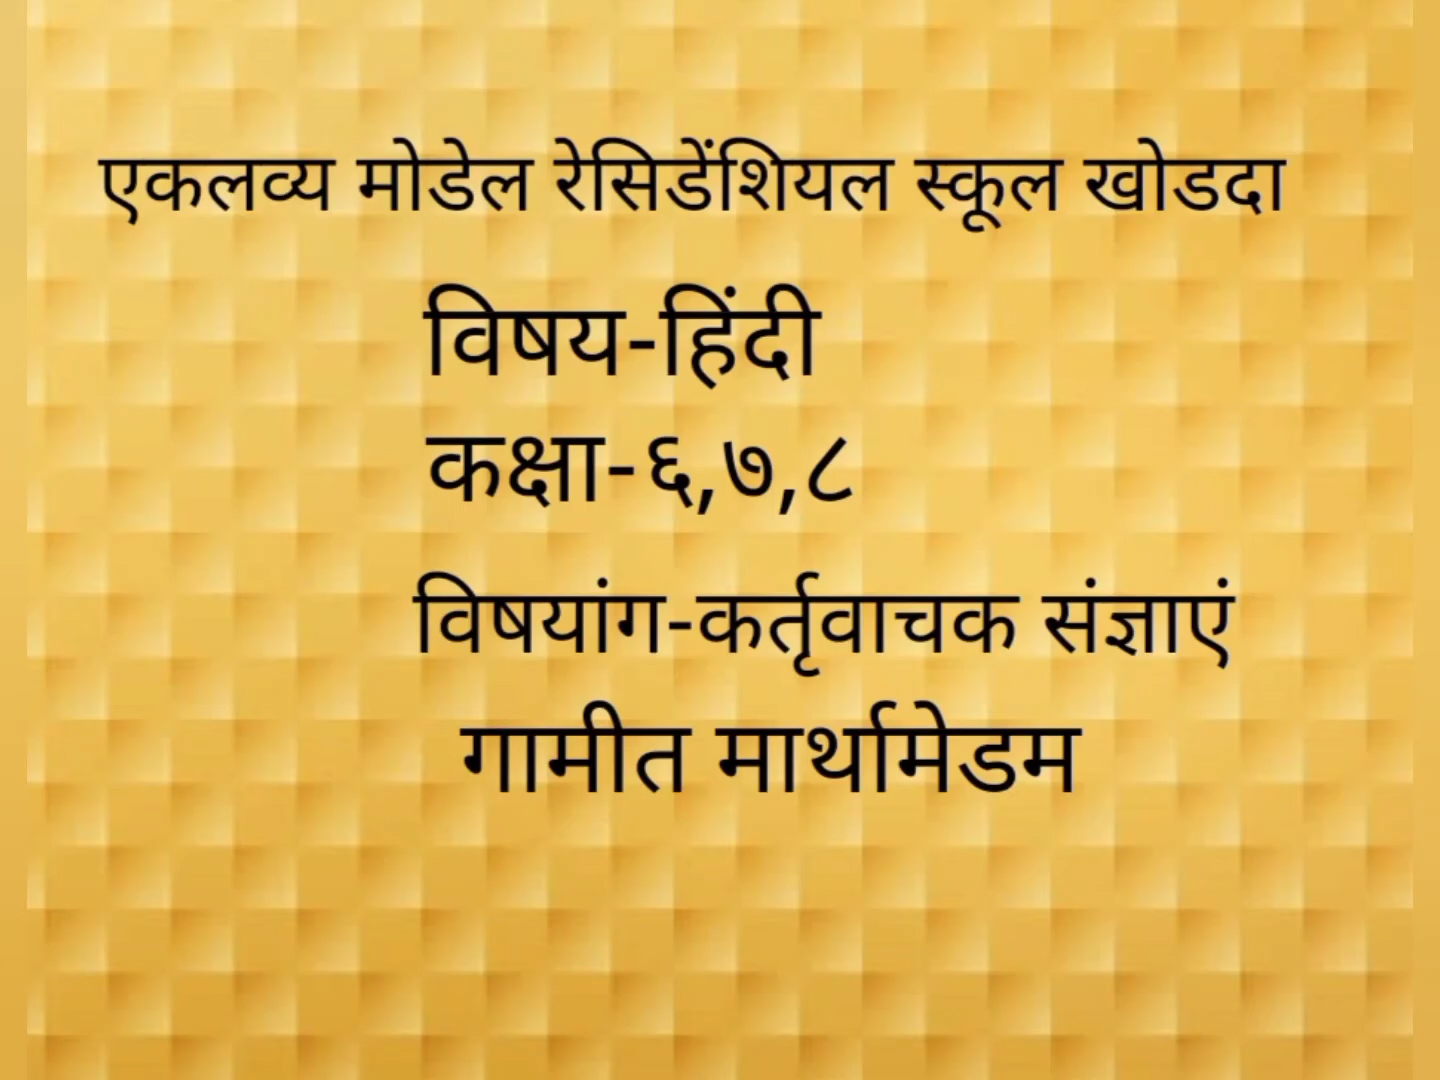 एकलव्य मोडेल रेसिडेंशियल स्कूल खोडदा
विषय-हिंदी
कक्षा-६,७,८
विषयांग-कर्तृवाचक संज्ञाएं
गामीत मार्थामेडम